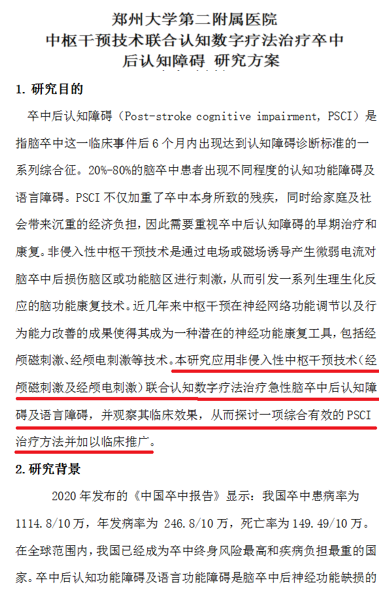 郑州大学第二附属医院
中枢干预技术联合认知数字疗法治疗卒中
后认知障碍 研究方案
1. 研究目的
卒中后认知障碍（Post-stroke cognitive impairment, PSCI）是
指脑卒中这一临床事件后 6 个月内出现达到认知障碍诊断标准的一
系列综合征。20%-80%的脑卒中患者出现不同程度的认知功能障碍及
语言障碍。PSCI 不仅加重了卒中本身所致的残疾，同时给家庭及社
会带来沉重的经济负担，因此需要重视卒中后认知障碍的早期治疗和
康复。非侵入性中枢干预技术是通过电场或磁场诱导产生微弱电流对
脑卒中后损伤脑区或功能脑区进行刺激，从而引发一系列生理生化反
应的脑功能康复技术。近几年来中枢干预在神经网络功能调节以及行
为能力改善的成果使得其成为一种潜在的神经功能康复工具，包括经
颅磁刺激、经颅电刺激等技术。本研究应用非侵入性中枢干预技术（经
颅磁刺激及经颅电刺激）联合认知数字疗法治疗急性脑卒中后认知障
碍及语言障碍，并观察其临床效果，从而探讨一项综合有效的 PSCI
治疗方法并加以临床推广。
2. 研究背景
2020 年发布的《中国卒中报告》显示：我国卒中患病率为
1114.8/10 万，年发病率为 246.8/10 万，死亡率为 149.49/10 万。
在全球范围内，我国已经成为卒中终身风险最高和疾病负担最重的国
家。卒中后认知功能障碍及语言功能障碍是脑卒中后神经功能缺损的